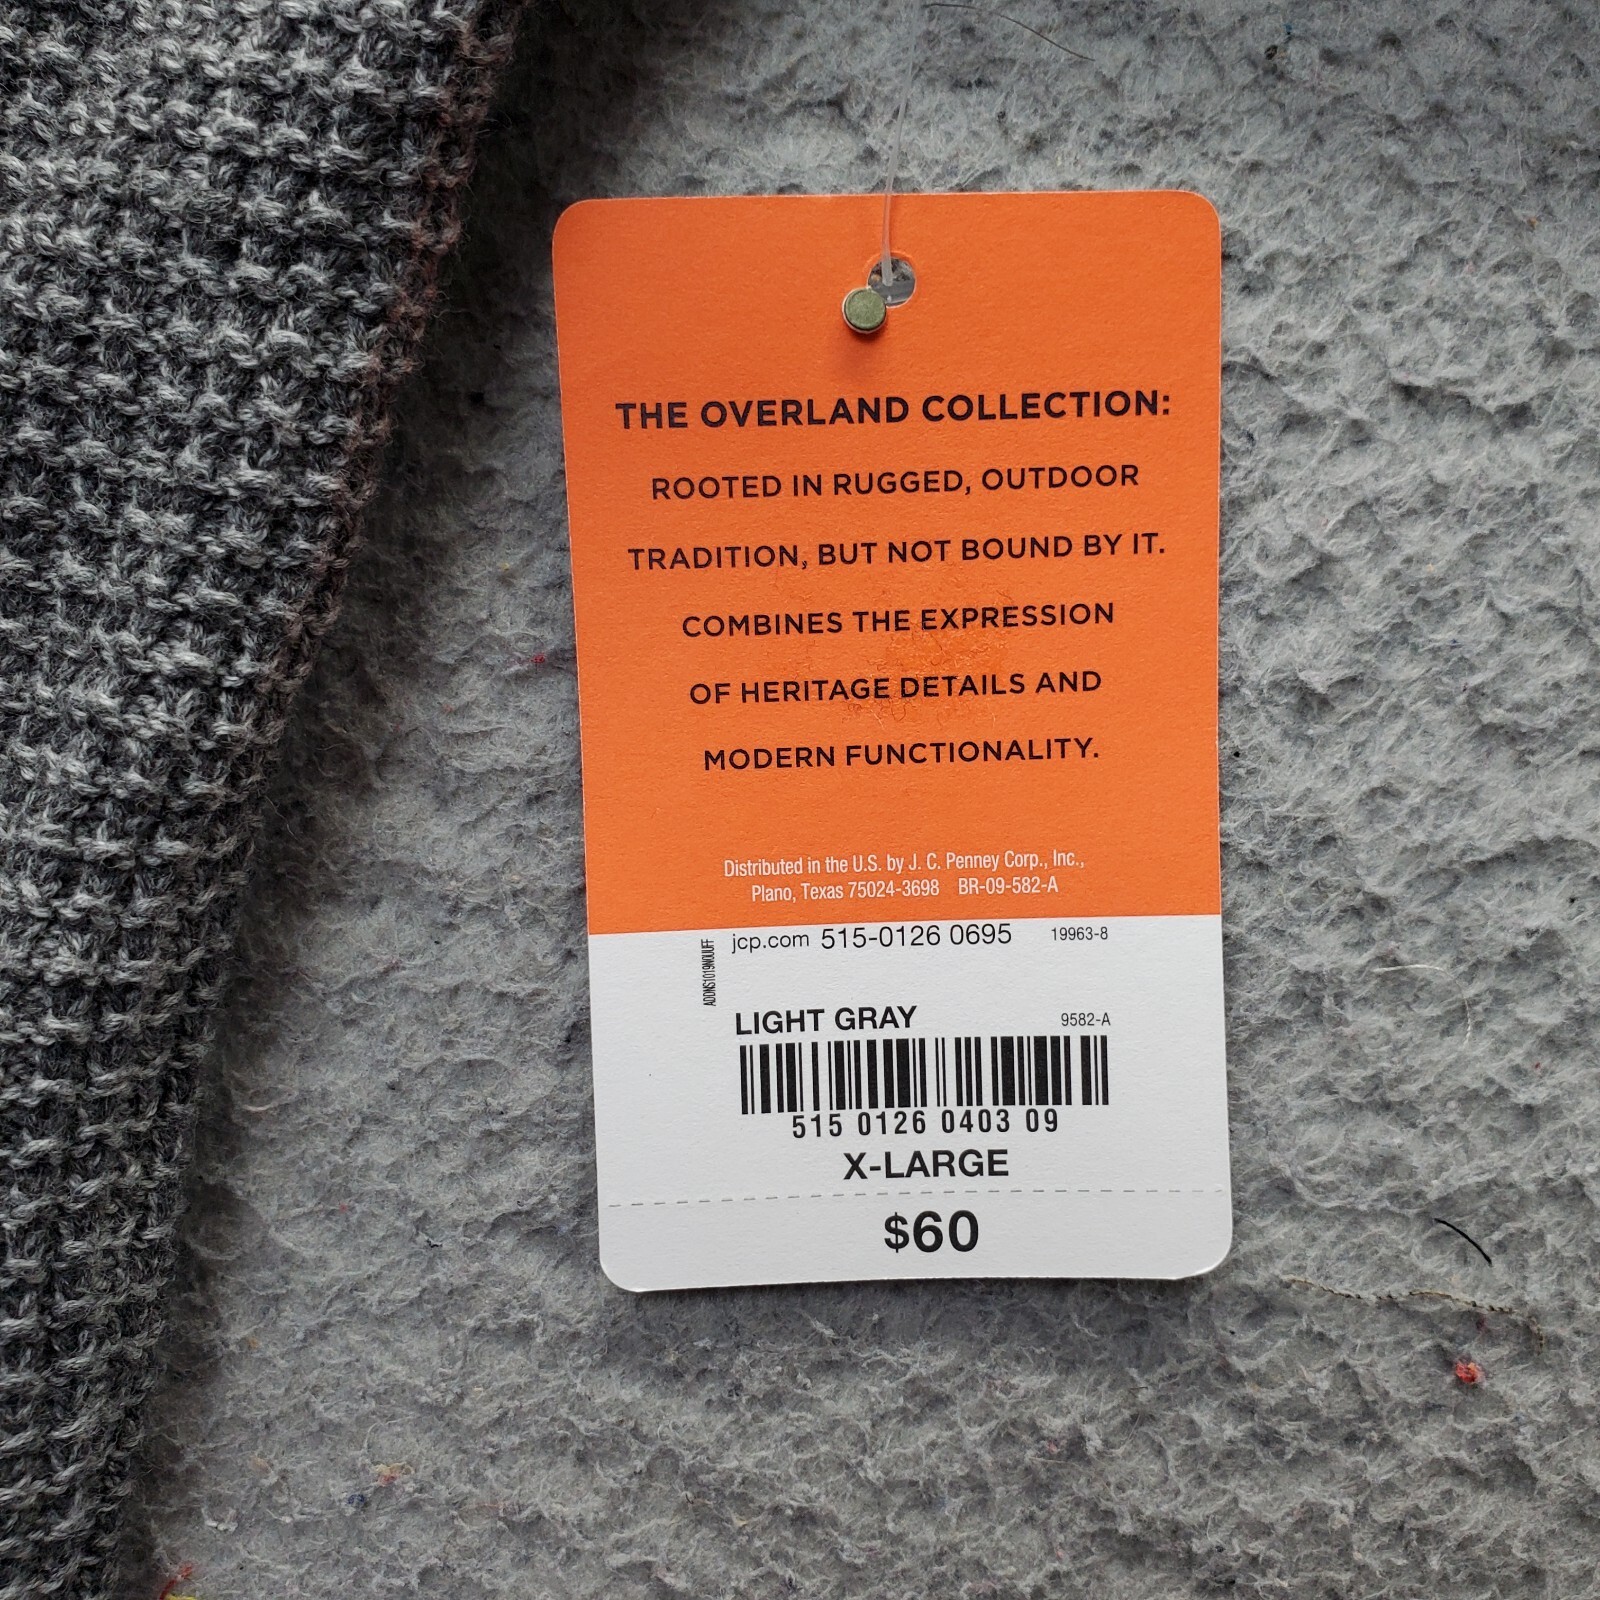 THE OVERLAND COLLECTION:
ROOTED IN RUGGED, OUTDOOR
TRADITION, BUT NOT BOUND BY IT.
COMBINES THE EXPRESSION
OF HERITAGE DETAILS AND
MODERN FUNCTIONALITY.
Distributed in the U.S. by J. C. Penney Corp., Inc.,
Plano, Texas 75024-3698 BR-09-582-A
jcp.com 515-0126 0695 19963-8
LIGHT GRAY 9582-A
515 0126 0403 09
X-LARGE
$60